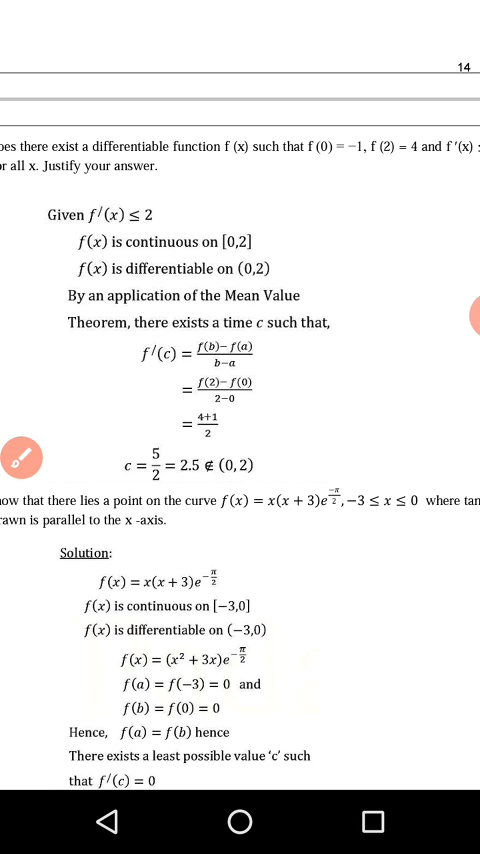 14
oes there exist a differentiable function f (x) such that f (0) = −1, f (2) = 4 and f ′(x)
or all x. Justify your answer.
Given f ′(x) ≤ 2
f(x) is continuous on [0,2]
f(x) is differentiable on (0,2)
By an application of the Mean Value
Theorem, there exists a time c such that,
f ′(c) = (f(b)− f(a))/(b−a)
= (f(2)− f(0))/(2−0)
= (4+1)/2
c = 5/2 = 2.5 ∉ (0,2)
now that there lies a point on the curve f(x) = x(x + 3)e^(−π/2), −3 ≤ x ≤ 0 where tan
rawn is parallel to the x -axis.
Solution:
f(x) = x(x + 3)e^(−π/2)
f(x) is continuous on [−3,0]
f(x) is differentiable on (−3,0)
f(x) = (x² + 3x)e^(−π/2)
f(a) = f(−3) = 0 and
f(b) = f(0) = 0
Hence, f(a) = f(b) hence
There exists a least possible value ‘c’ such
that f ′(c) = 0